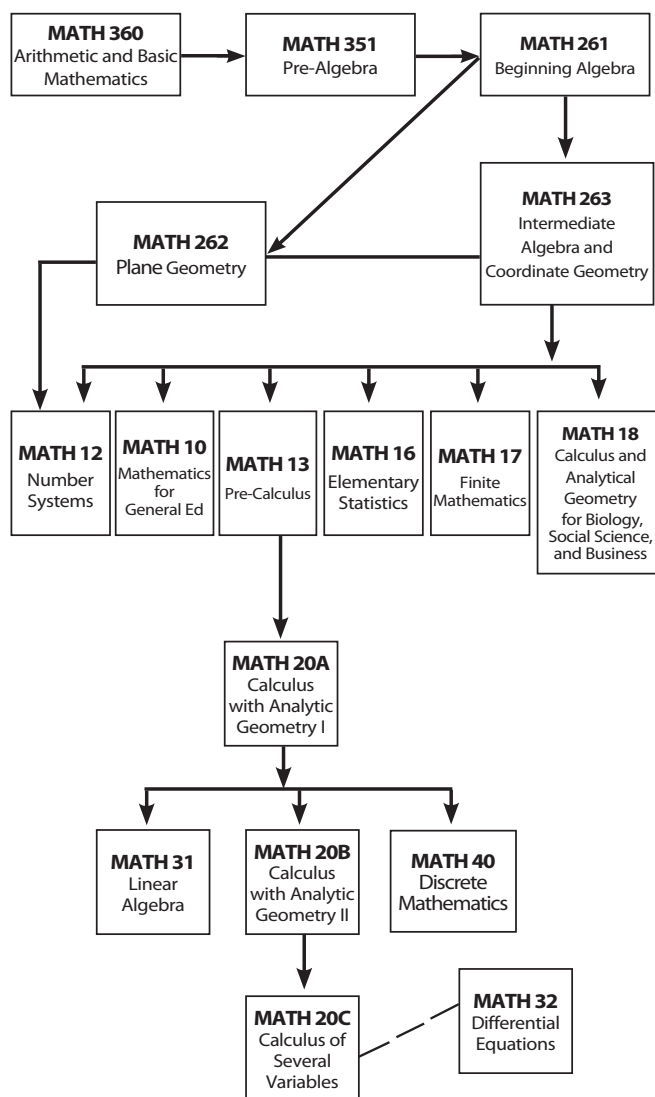 MATH 360
Arithmetic and Basic
Mathematics
MATH 351
Pre-Algebra
MATH 261
Beginning Algebra
MATH 262
Plane Geometry
MATH 263
Intermediate
Algebra and
Coordinate Geometry
MATH 12
Number
Systems
MATH 10
Mathematics
for
General Ed
MATH 13
Pre-Calculus
MATH 16
Elementary
Statistics
MATH 17
Finite
Mathematics
MATH 18
Calculus and
Analytical
Geometry
for Biology,
Social Science,
and Business
MATH 20A
Calculus
with Analytic
Geometry I
MATH 31
Linear
Algebra
MATH 20B
Calculus
with Analytic
Geometry II
MATH 40
Discrete
Mathematics
MATH 20C
Calculus of
Several
Variables
MATH 32
Differential
Equations